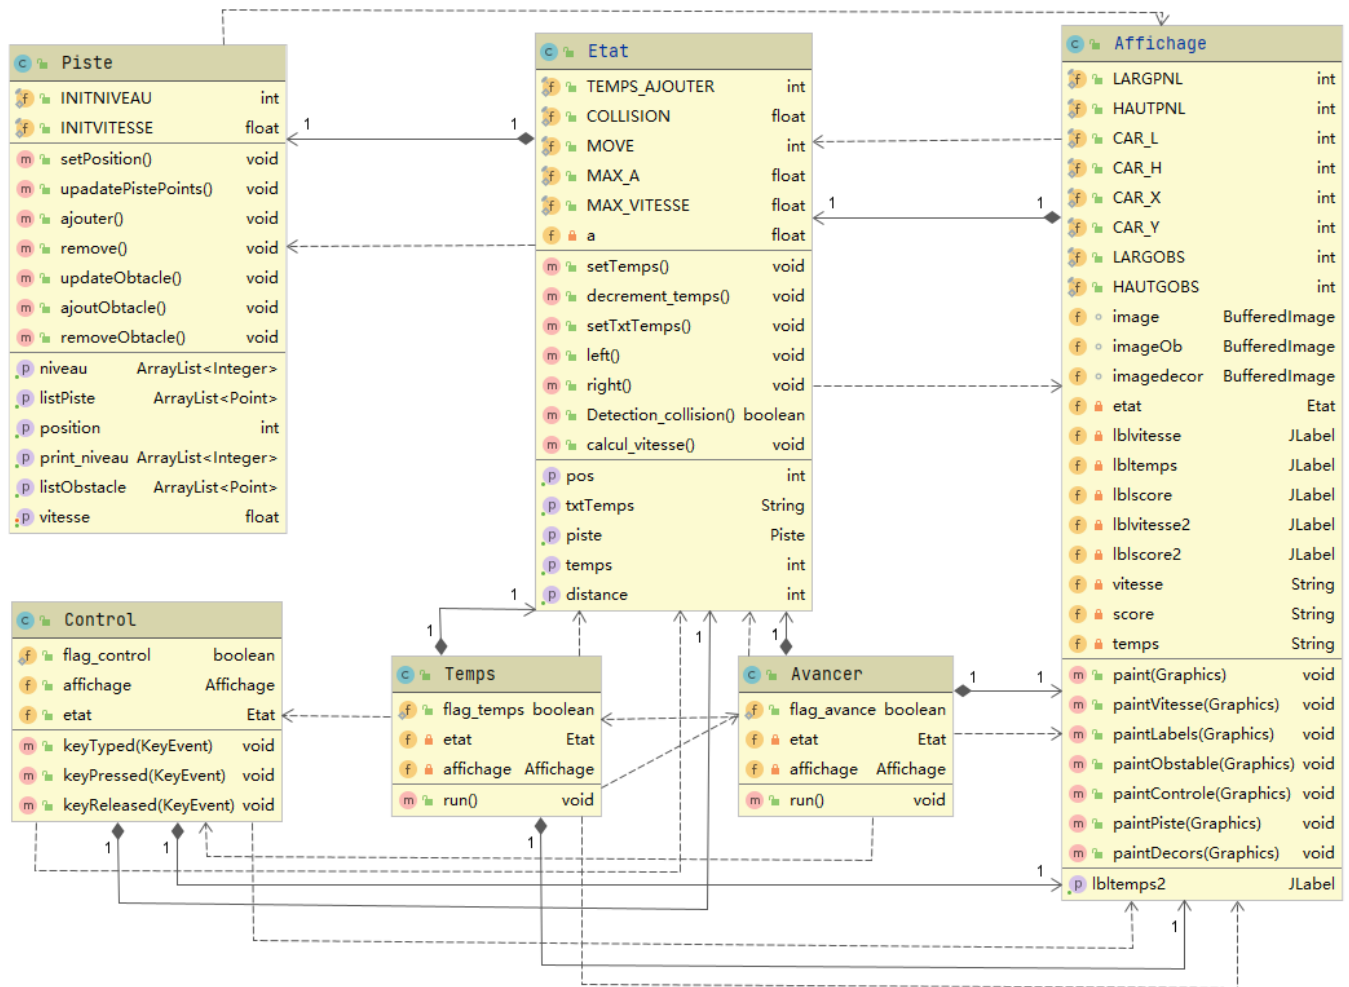 Piste
INITNIVEAU int
INITVITESSE float
setPosition() void
upadatePistePoints() void
ajouter() void
remove() void
updateObtacle() void
ajoutObtacle() void
removeObtacle() void
niveau ArrayList<Integer>
listPiste ArrayList<Point>
position int
print_niveau ArrayList<Integer>
listObstacle ArrayList<Point>
vitesse float
1 1
Etat
TEMPS_AJOUTER int
COLLISION float
MOVE int
MAX_A float
MAX_VITESSE float
a float
setTemps() void
decrement_temps() void
setTxtTemps() void
left() void
right() void
Detection_collision() boolean
calcul_vitesse() void
pos int
txtTemps String
piste Piste
temps int
distance int
1 1
Affichage
LARGPNL int
HAUTPNL int
CAR_L int
CAR_H int
CAR_X int
CAR_Y int
LARGOBS int
HAUTGOBS int
image BufferedImage
imageOb BufferedImage
imagedecor BufferedImage
etat Etat
lblvitesse JLabel
lbltemps JLabel
lblscore JLabel
lblvitesse2 JLabel
lblscore2 JLabel
vitesse String
score String
temps String
paint(Graphics) void
paintVitesse(Graphics) void
paintLabels(Graphics) void
paintObstable(Graphics) void
paintControle(Graphics) void
paintPiste(Graphics) void
paintDecors(Graphics) void
lbltemps2 JLabel
Control
flag_control boolean
affichage Affichage
etat Etat
keyTyped(KeyEvent) void
keyPressed(KeyEvent) void
keyReleased(KeyEvent) void
1
1
1
1
Temps
flag_temps boolean
etat Etat
affichage Affichage
run() void
1
Avancer
flag_avance boolean
etat Etat
affichage Affichage
run() void
1 1
1 1
1
1
1